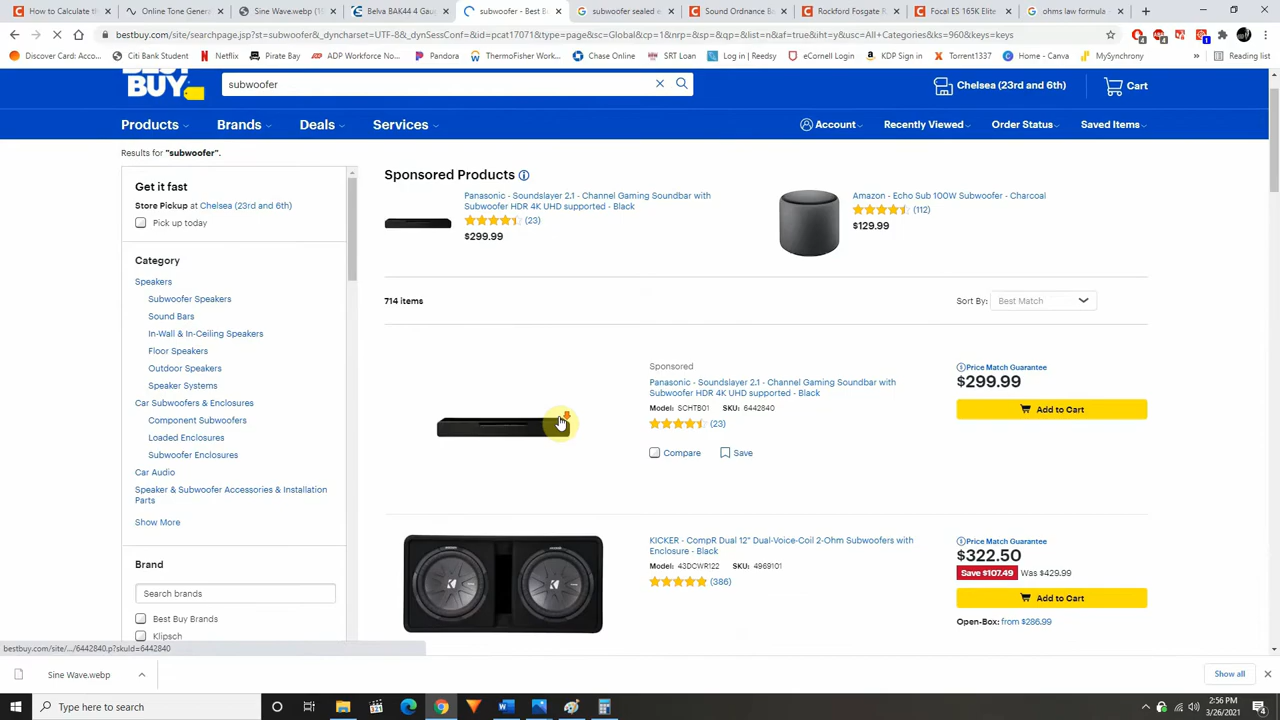 How to Calculate th
Online Tone Gener
Sine Wave.webp (1
Belva BAK44 4 Gau
subwoofer - Best B
subwoofer sealed e
Sound Ordnance B
Rockford Fosgate R
Focal ES 165K Elite
ohms law formula
bestbuy.com/site/searchpage.jsp?st=subwoofer&_dyncharset=UTF-8&_dynSessConf=&id=pcat17071&type=page&sc=Global&cp=1&nrp=&sp=&qp=&list=n&af=true&iht=y&usc=All+Categories&ks=960&keys=keys
Discover Card: Acco...
Citi Bank Student
Netflix
Pirate Bay
ADP Workforce No...
Pandora
ThermoFisher Wor...
Chase Online
SRT Loan
Log in | Reedsy
eCornell Login
KDP Sign in
Torrent1337
Home - Canva
MySynchrony
»
Reading list
BEST
BUY
subwoofer
Chelsea (23rd and 6th)
Cart
Products
Brands
Deals
Services
Account
Recently Viewed
Order Status
Saved Items
Results for "subwoofer".
Get it fast
Store Pickup at Chelsea (23rd and 6th)
Pick up today
Category
Speakers
Subwoofer Speakers
Sound Bars
In-Wall & In-Ceiling Speakers
Floor Speakers
Outdoor Speakers
Speaker Systems
Car Subwoofers & Enclosures
Component Subwoofers
Loaded Enclosures
Subwoofer Enclosures
Car Audio
Speaker & Subwoofer Accessories & Installation
Parts
Show More
Brand
Search brands
Best Buy Brands
Klipsch
Sponsored Products
Panasonic - Soundslayer 2.1 - Channel Gaming Soundbar with
Subwoofer HDR 4K UHD supported - Black
(23)
$299.99
Amazon - Echo Sub 100W Subwoofer - Charcoal
(112)
$129.99
714 items
Sort By: Best Match
Sponsored
Panasonic - Soundslayer 2.1 - Channel Gaming Soundbar with
Subwoofer HDR 4K UHD supported - Black
Model: SCHTB01 SKU: 6442840
(23)
Compare
Save
Price Match Guarantee
$299.99
Add to Cart
KICKER - CompR Dual 12" Dual-Voice-Coil 2-Ohm Subwoofers with
Enclosure - Black
Model: 43DCWR122 SKU: 4969101
(386)
Price Match Guarantee
$322.50
Save $107.49 Was $429.99
Add to Cart
Open-Box: from $286.99
bestbuy.com/site/.../6442840.p?skuId=6442840
Sine Wave.webp
Show all
Type here to search
2:56 PM
3/26/2021